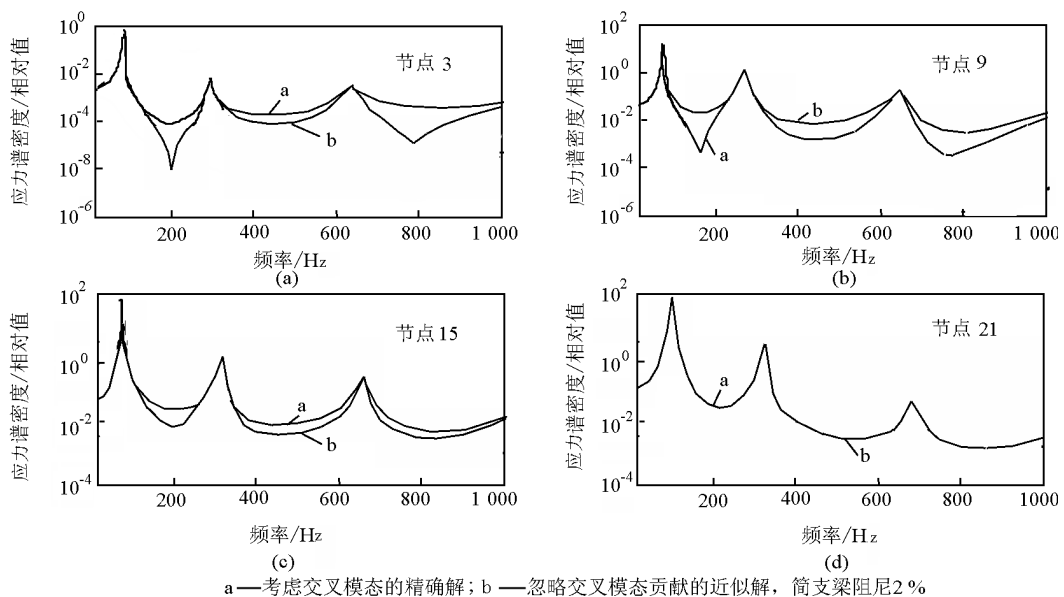 应力谱密度/相对值
10^0
10^-2
10^-4
10^-8
10^-6
节点 3
a
b
200 400 600 800 1 000
频率/Hz
(a)
应力谱密度/相对值
10^2
10^0
10^-2
10^-4
10^-6
节点 9
b
a
200 400 600 800 1 000
频率/Hz
(b)
应力谱密度/相对值
10^2
10^0
10^-2
10^-4
节点 15
a
b
200 400 600 800 1 000
频率/Hz
(c)
应力谱密度/相对值
10^2
10^0
10^-2
10^-4
节点 21
a
b
200 400 600 800 1000
频率/Hz
(d)
a —考虑交叉模态的精确解; b —忽略交叉模态贡献的近似解, 简支梁阻尼2 %